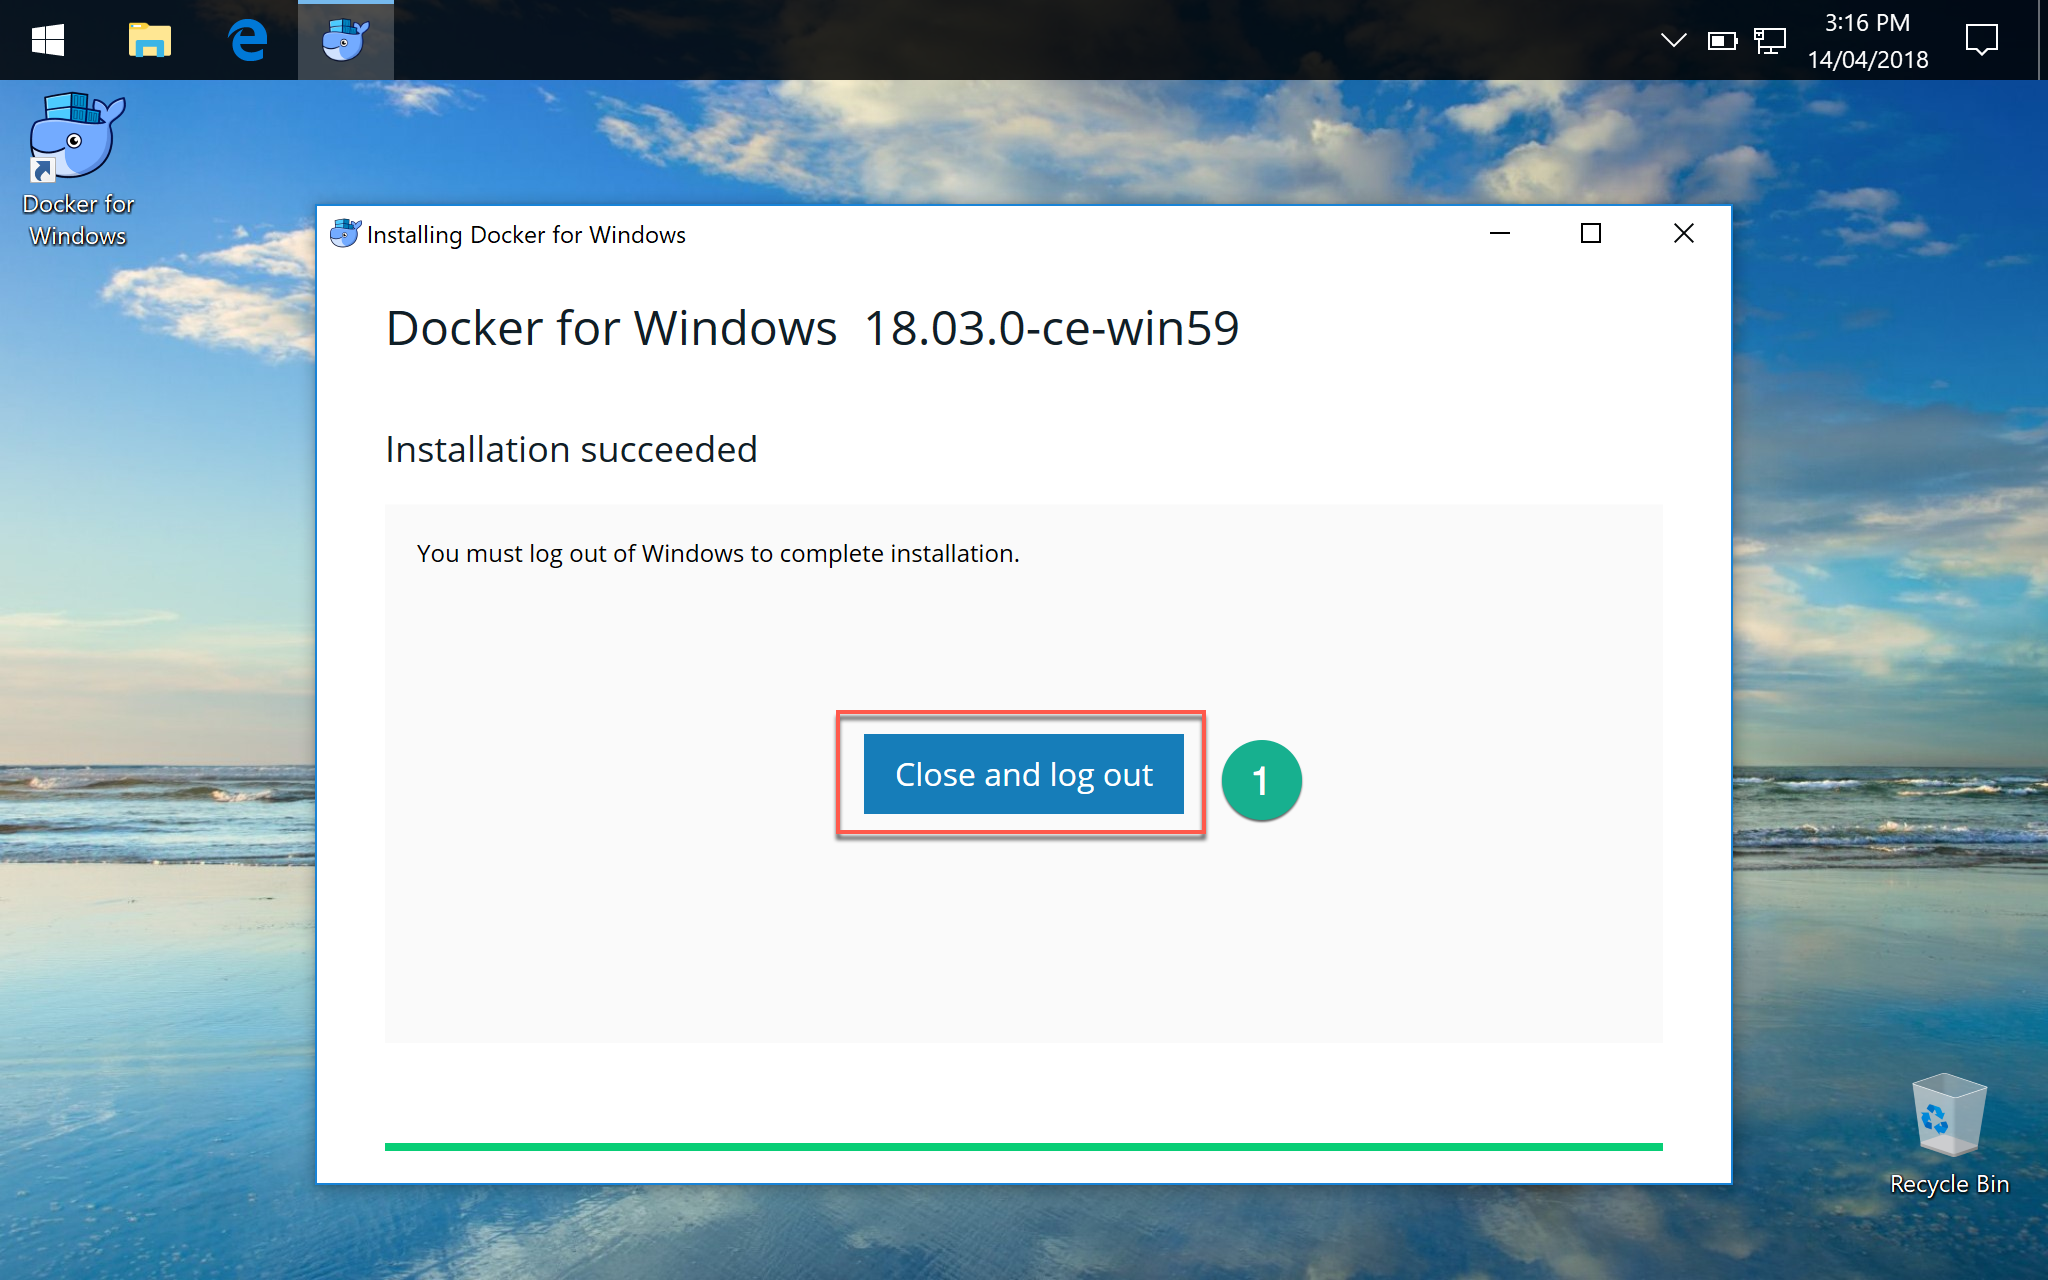 3:16 PM
14/04/2018
Docker for
Windows
Installing Docker for Windows
Docker for Windows 18.03.0-ce-win59
Installation succeeded
You must log out of Windows to complete installation.
Close and log out
1
Recycle Bin